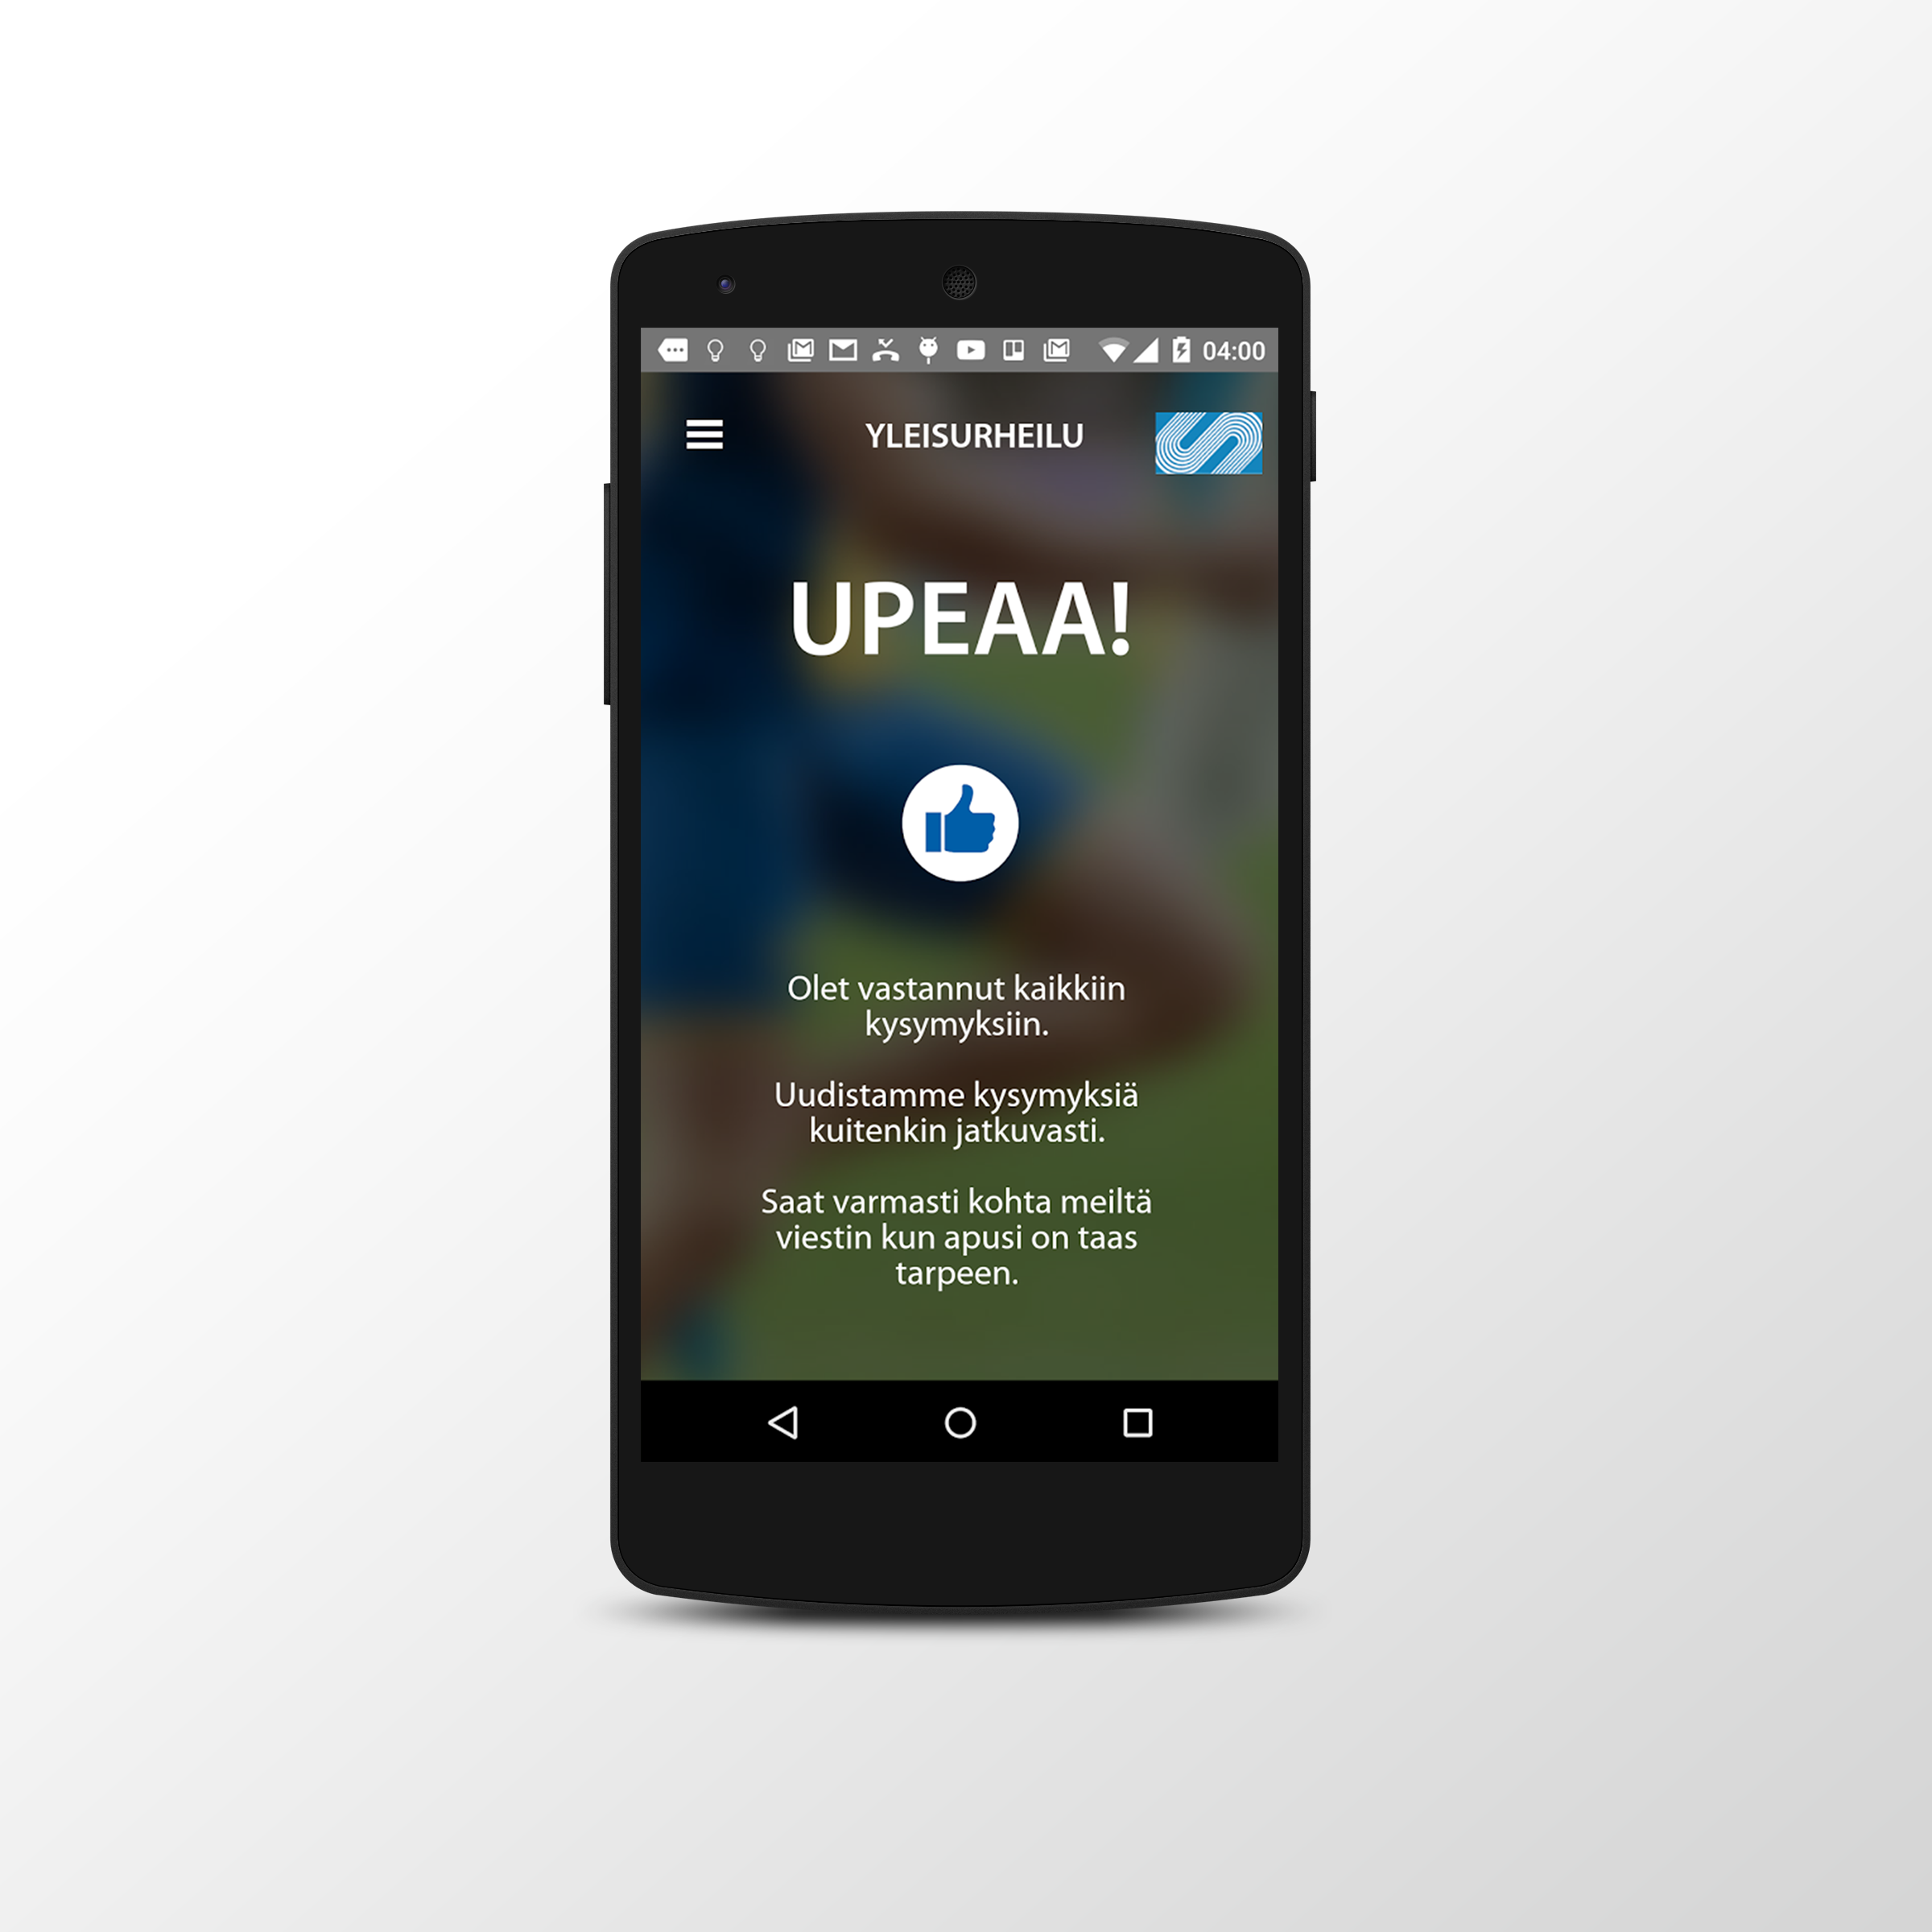 04:00
YLEISURHEILU
UPEAA!
Olet vastannut kaikkiin
kysymyksiin.
Uudistamme kysymyksiä
kuitenkin jatkuvasti.
Saat varmasti kohta meiltä
viestin kun apusi on taas
tarpeen.